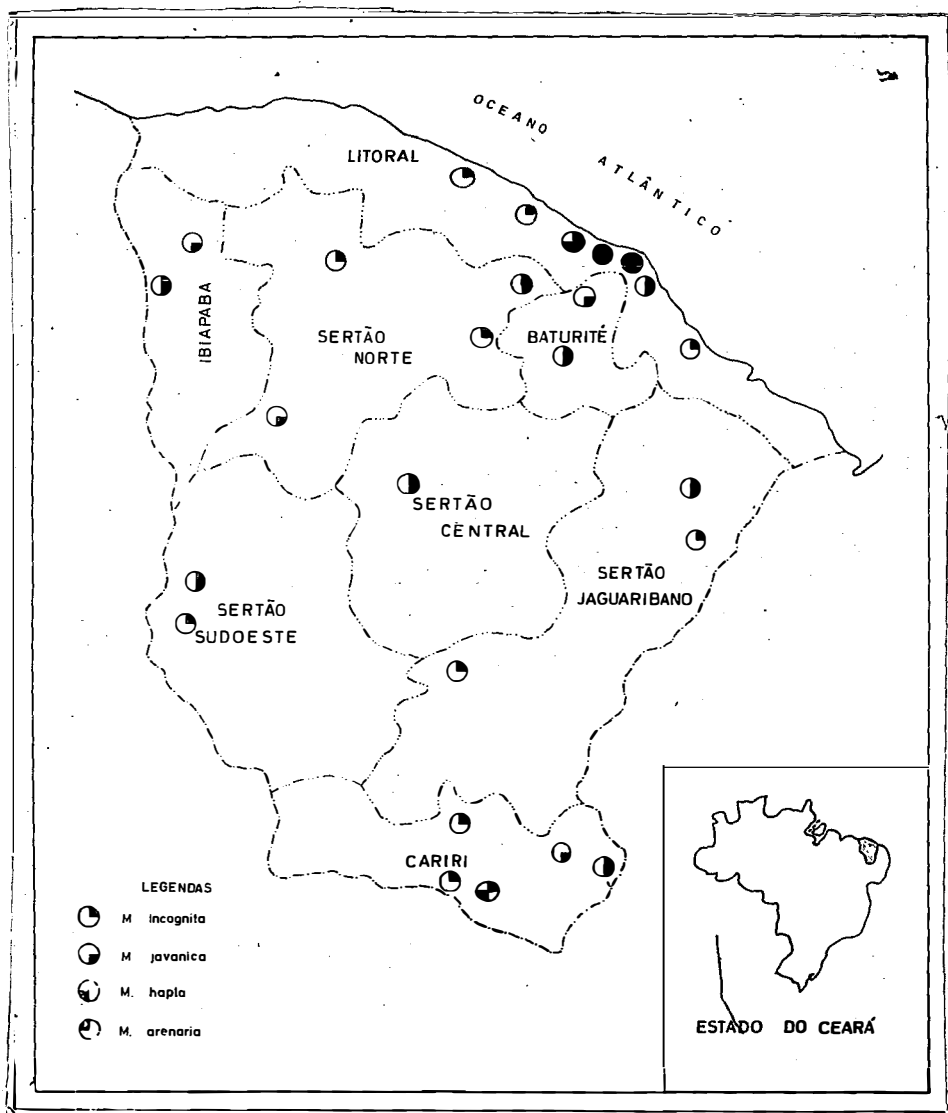 OCEANO ATLÂNTICO
LITORAL
IBIAPABA
SERTÃO
NORTE
BATURITÉ
SERTÃO
CENTRAL
SERTÃO
JAGUARIBANO
SERTÃO
SUDOESTE
CARIRI
LEGENDAS
M incognita
M javanica
M. hapla
M. arenaria
ESTADO DO CEARÁ